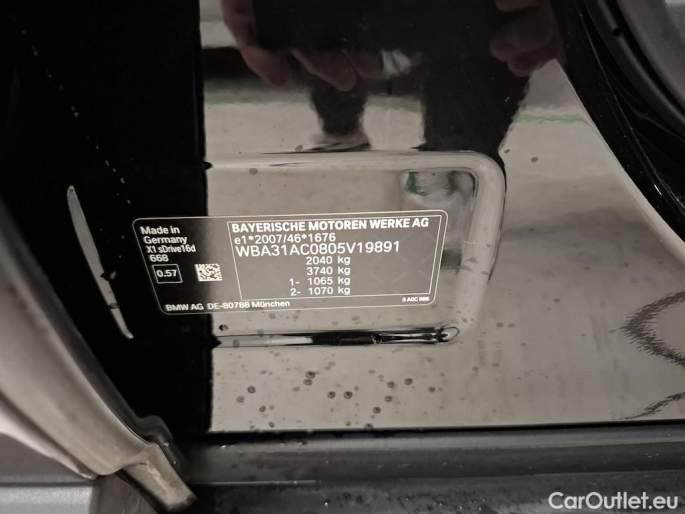 Made in
Germany
X1 sDrive16d
668
0.57
BAYERISCHE MOTOREN WERKE AG
e1*2007/46*1676
WBA31AC0805V19891
2040 kg
3740 kg
1- 1065 kg
2- 1070 kg
BMW AG DE-80788 München
CarOutlet.eu